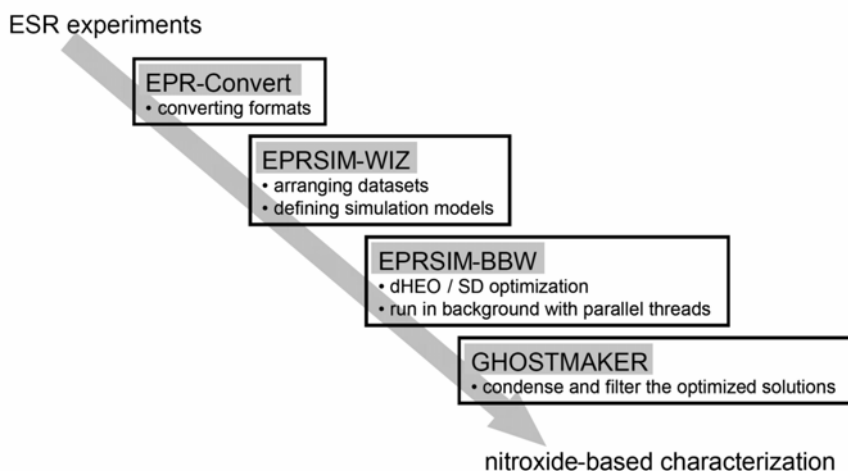 ESR experiments
EPR-Convert
• converting formats
EPRSIM-WIZ
• arranging datasets
• defining simulation models
EPRSIM-BBW
• dHEO / SD optimization
• run in background with parallel threads
GHOSTMAKER
• condense and filter the optimized solutions
nitroxide-based characterization